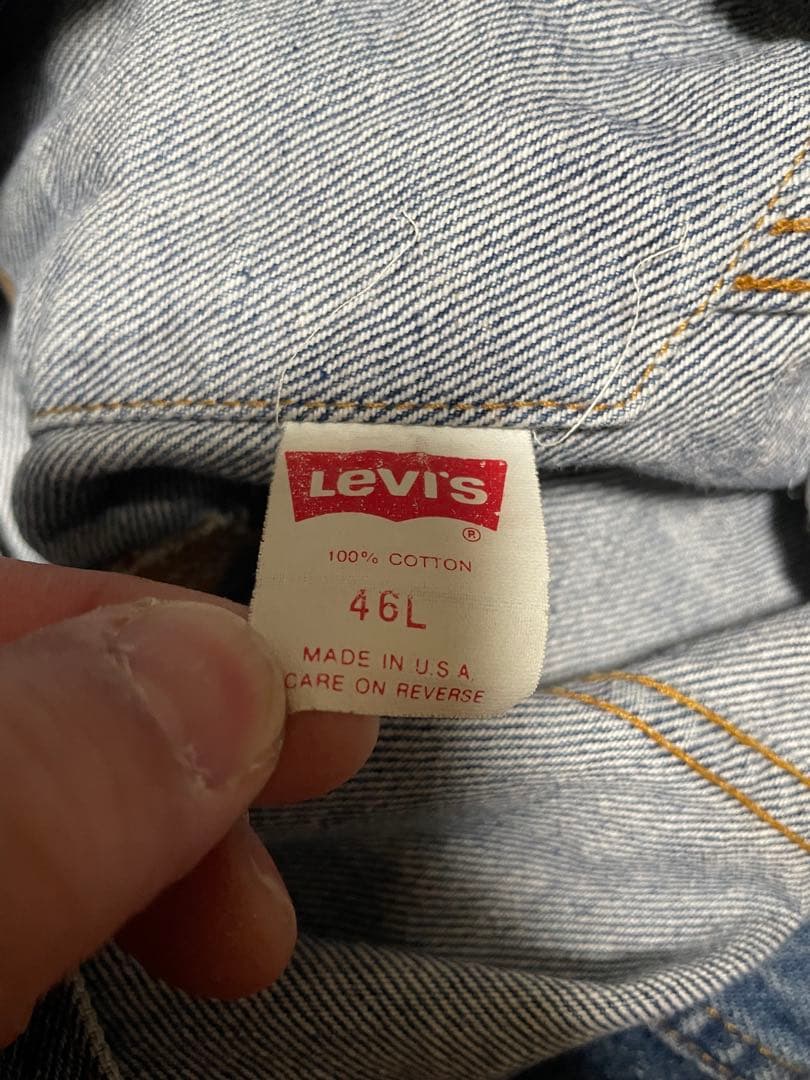 Levi's
®
100% COTTON
46L
MADE IN U.S.A.
CARE ON REVERSE